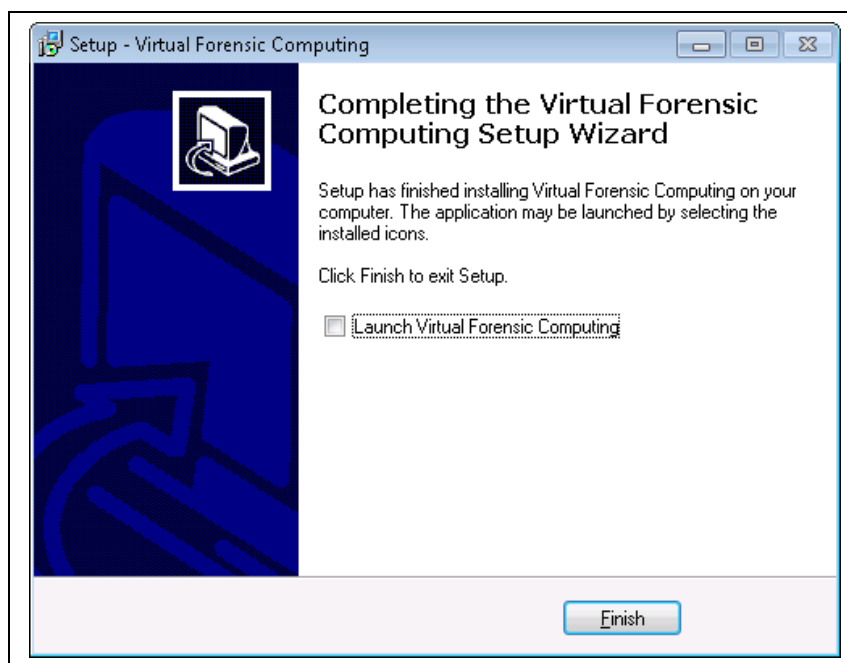 Setup - Virtual Forensic Computing
Completing the Virtual Forensic
Computing Setup Wizard
Setup has finished installing Virtual Forensic Computing on your
computer. The application may be launched by selecting the
installed icons.
Click Finish to exit Setup.
Launch Virtual Forensic Computing
Finish